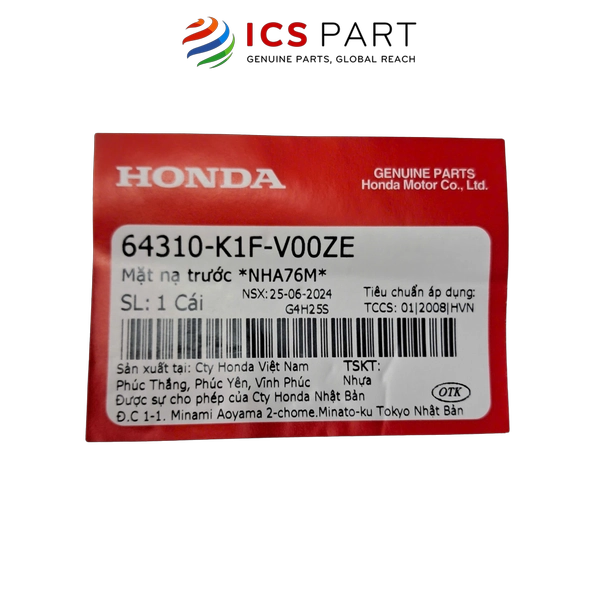 ICS PART
GENUINE PARTS, GLOBAL REACH
HONDA
GENUINE PARTS
Honda Motor Co., Ltd.
64310-K1F-V00ZE
Mặt nạ trước *NHA76M*
SL: 1 Cái
NSX:25-06-2024
G4H25S
Tiêu chuẩn áp dụng:
TCCS: 01|2008|HVN
Sản xuất tại: Cty Honda Việt Nam
Phúc Thắng, Phúc Yên, Vĩnh Phúc
TSKT:
Nhựa
Được sự cho phép của Cty Honda Nhật Bản
Đ.C 1-1. Minami Aoyama 2-chome.Minato-ku Tokyo Nhật Bản
OTK